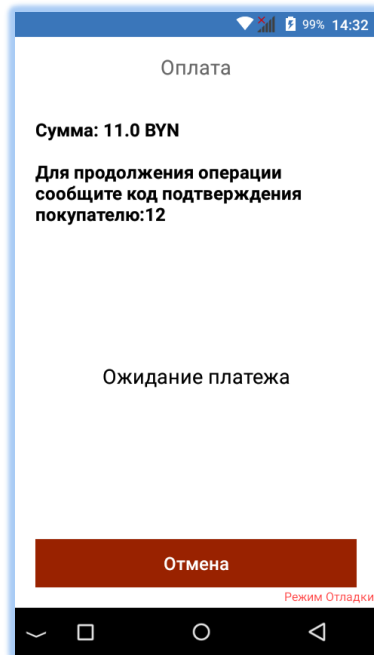 99% 14:32
Оплата
Сумма: 11.0 BYN
Для продолжения операции
сообщите код подтверждения
покупателю:12
Ожидание платежа
Отмена
Режим Отладки